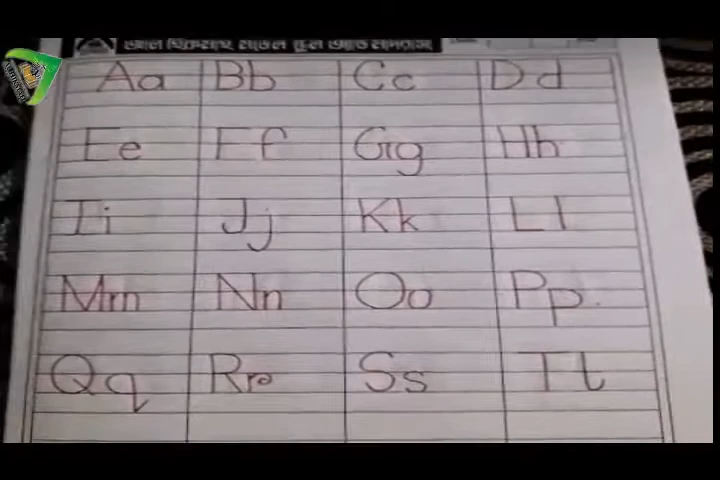 Aa Bb Cc Dd
Ee Ff Gg Hh
Ii Jj Kk Ll
Mm Nn Oo Pp
Qq Rr Ss Tt